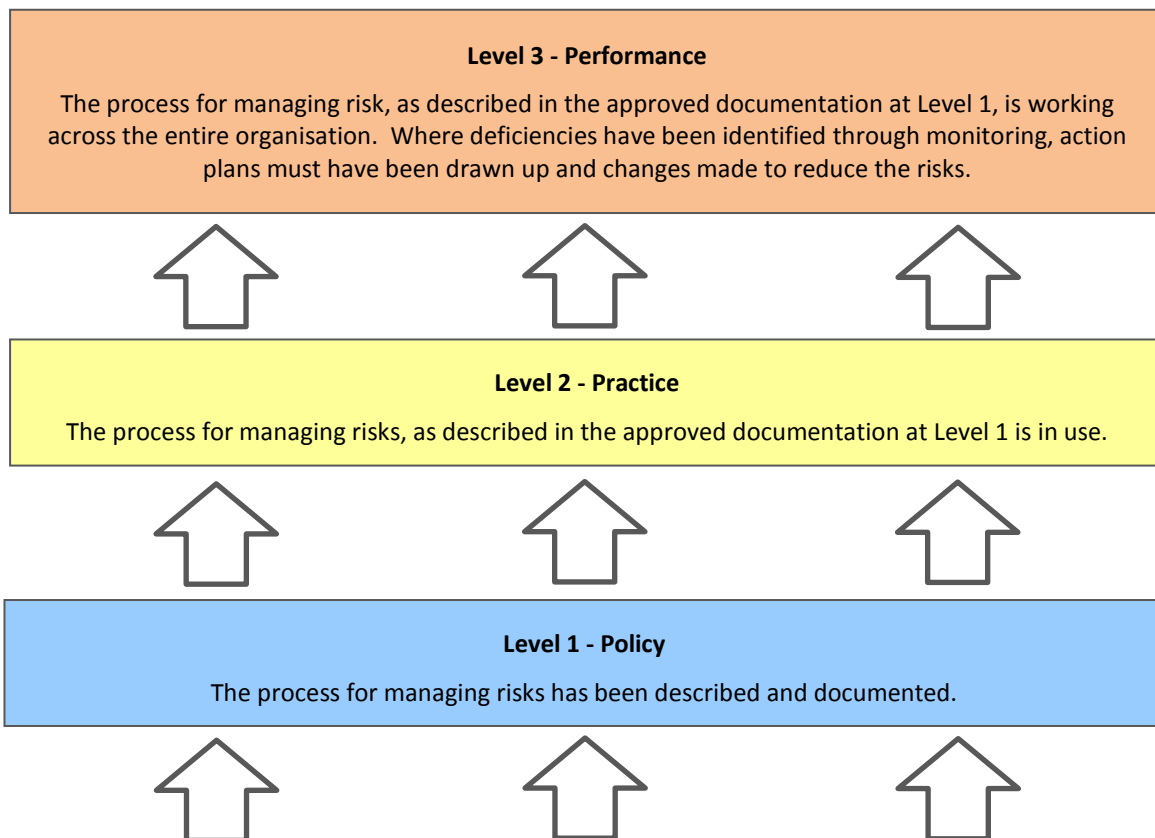 Level 3 - Performance
The process for managing risk, as described in the approved documentation at Level 1, is working
across the entire organisation.  Where deficiencies have been identified through monitoring, action
plans must have been drawn up and changes made to reduce the risks.
Level 2 - Practice
The process for managing risks, as described in the approved documentation at Level 1 is in use.
Level 1 - Policy
The process for managing risks has been described and documented.